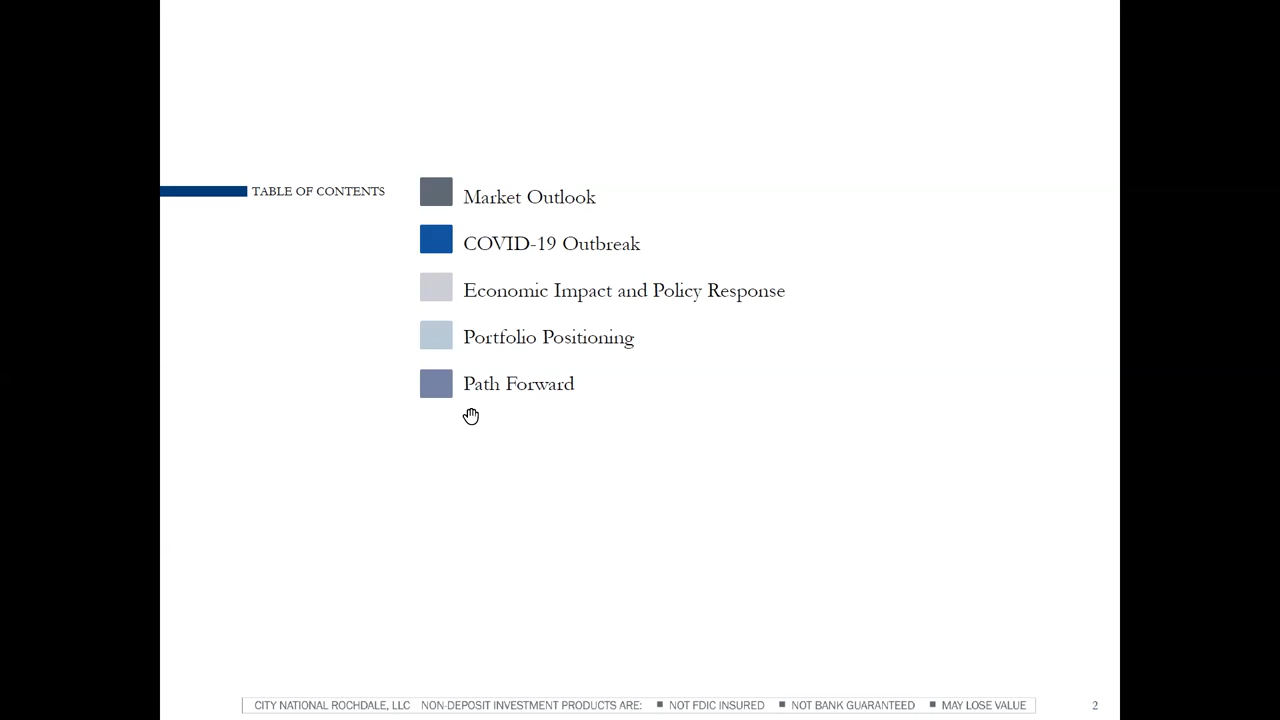 TABLE OF CONTENTS
Market Outlook
COVID-19 Outbreak
Economic Impact and Policy Response
Portfolio Positioning
Path Forward
CITY NATIONAL ROCHDALE, LLC NON-DEPOSIT INVESTMENT PRODUCTS ARE: ■ NOT FDIC INSURED ■ NOT BANK GUARANTEED ■ MAY LOSE VALUE 2